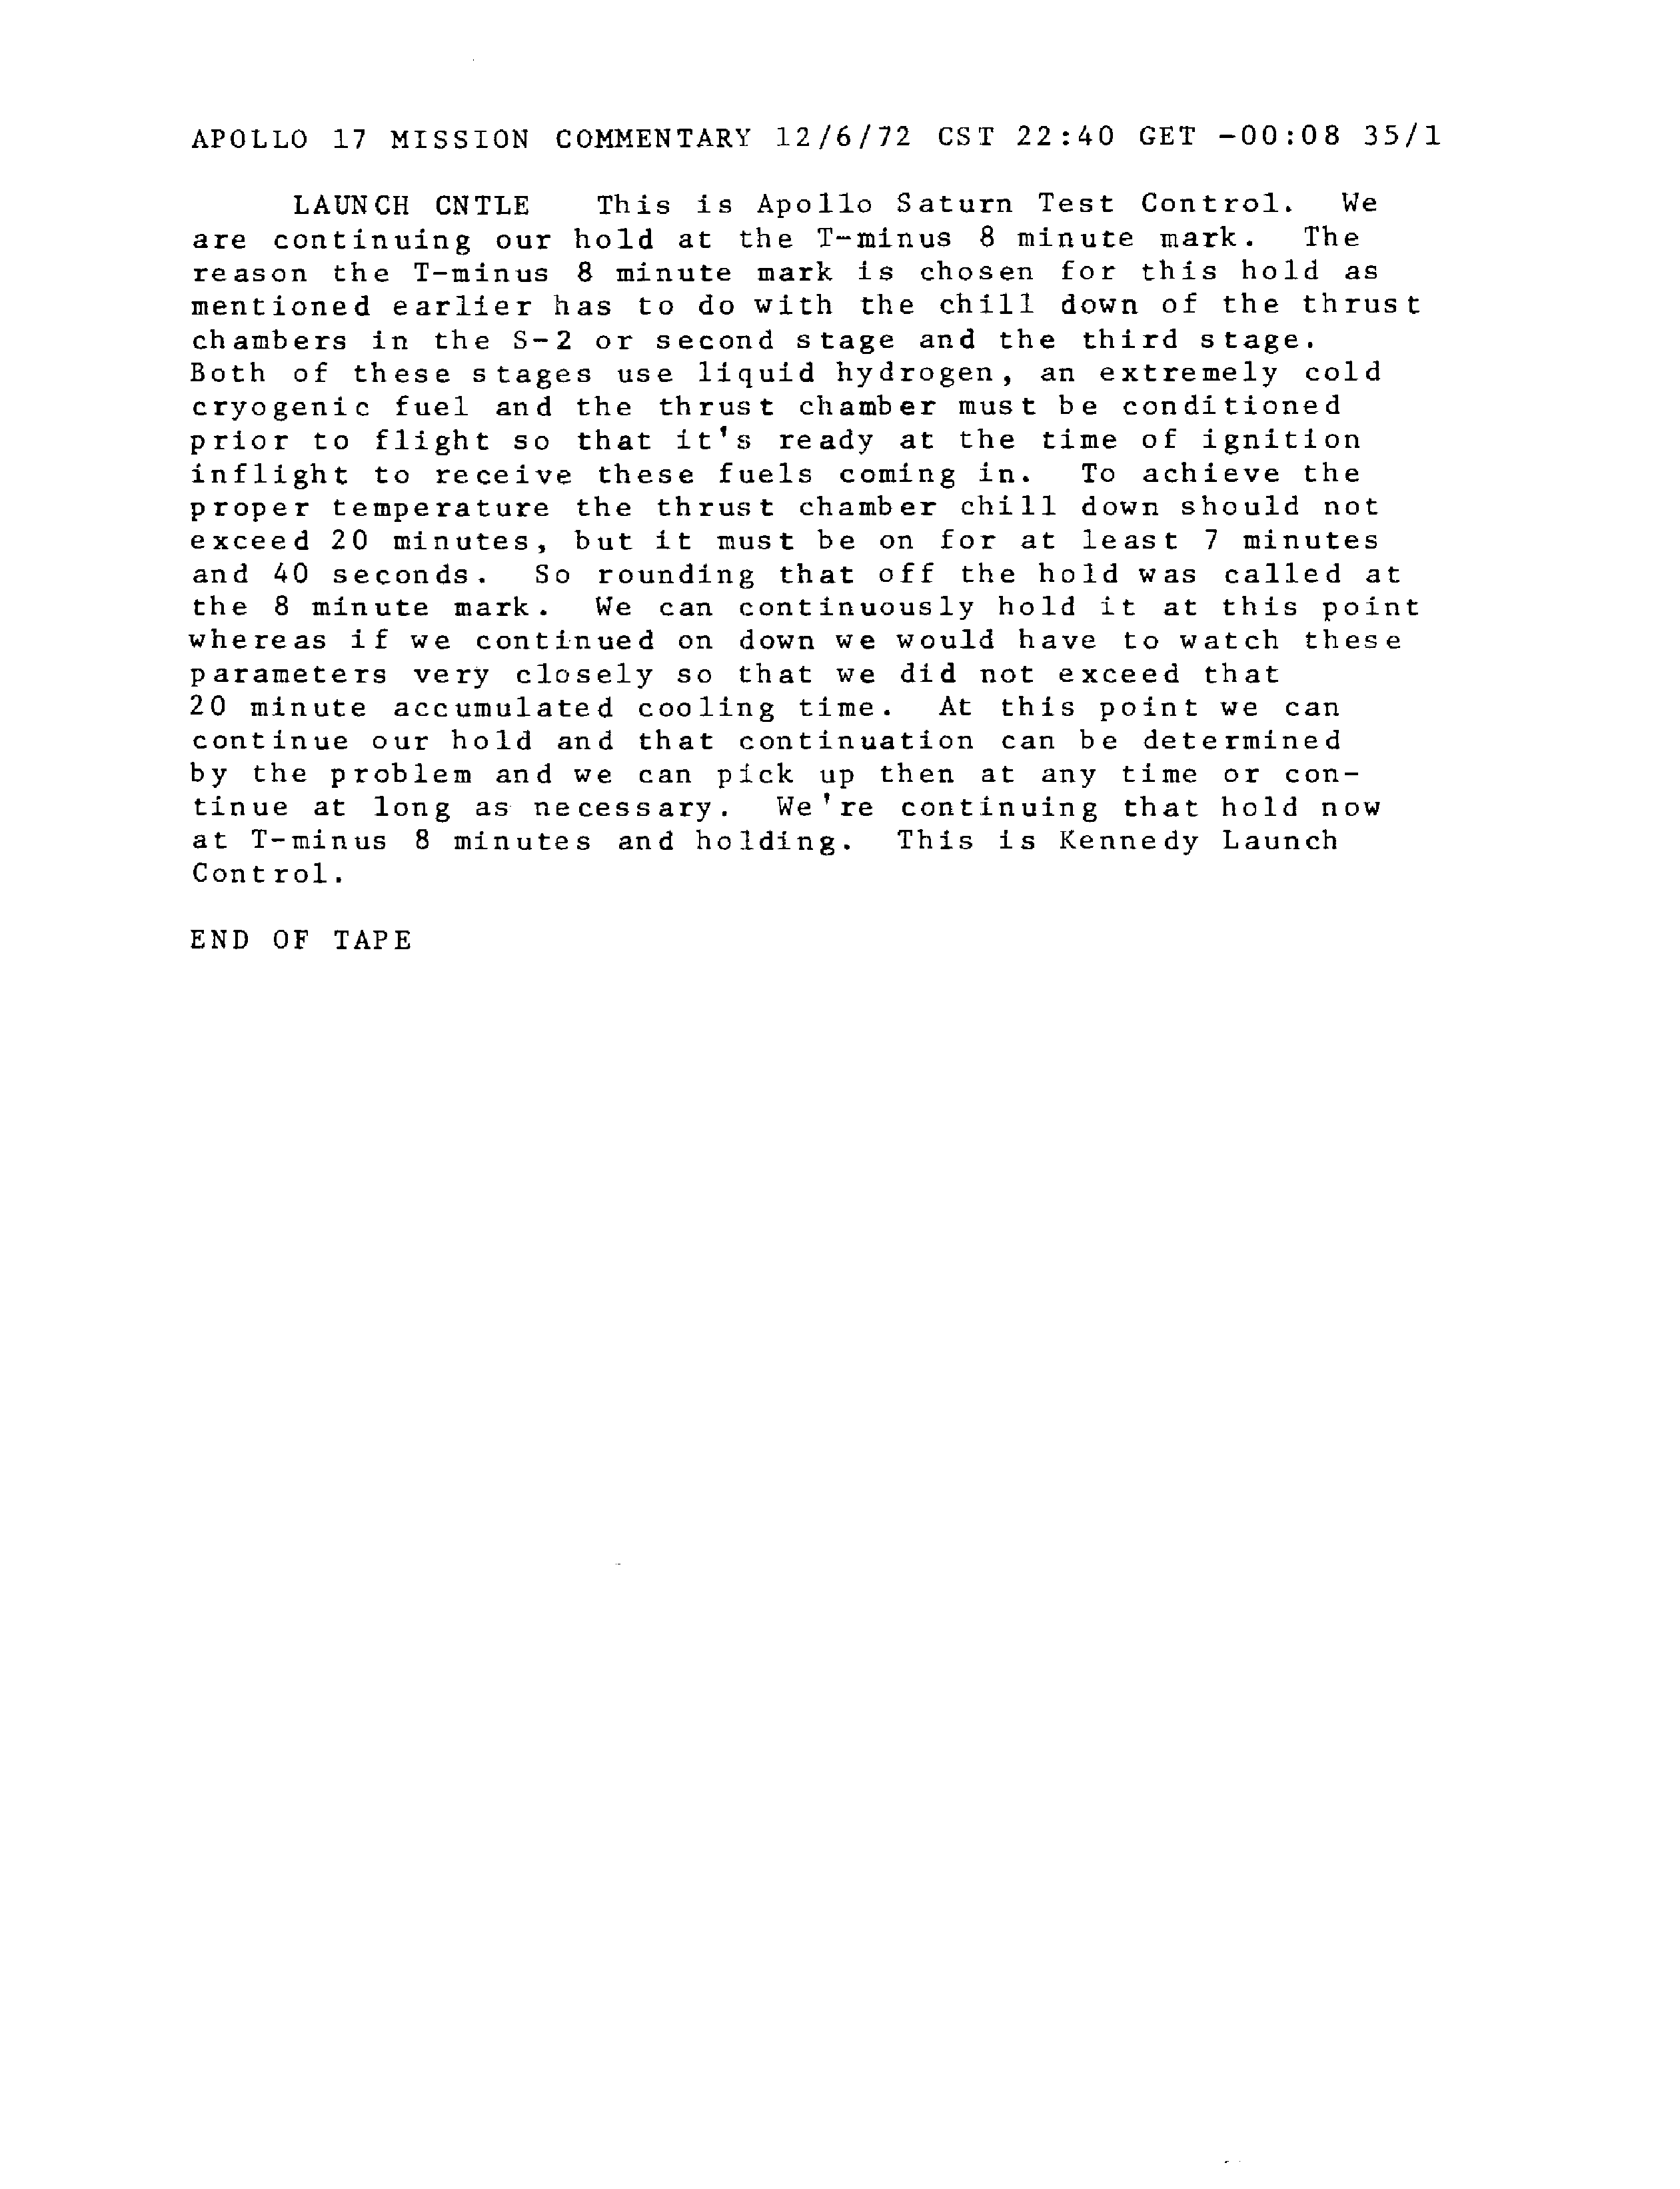 APOLLO 17 MISSION COMMENTARY 12/6/72 CST 22:40 GET -00:08 35/1
LAUNCH CNTLE This is Apollo Saturn Test Control. We
are continuing our hold at the T-minus 8 minute mark. The
reason the T-minus 8 minute mark is chosen for this hold as
mentioned earlier has to do with the chill down of the thrust
chambers in the S-2 or second stage and the third stage.
Both of these stages use liquid hydrogen, an extremely cold
cryogenic fuel and the thrust chamber must be conditioned
prior to flight so that it's ready at the time of ignition
inflight to receive these fuels coming in. To achieve the
proper temperature the thrust chamber chill down should not
exceed 20 minutes, but it must be on for at least 7 minutes
and 40 seconds. So rounding that off the hold was called at
the 8 minute mark. We can continuously hold it at this point
whereas if we continued on down we would have to watch these
parameters very closely so that we did not exceed that
20 minute accumulated cooling time. At this point we can
continue our hold and that continuation can be determined
by the problem and we can pick up then at any time or con-
tinue at long as necessary. We're continuing that hold now
at T-minus 8 minutes and holding. This is Kennedy Launch
Control.
END OF TAPE